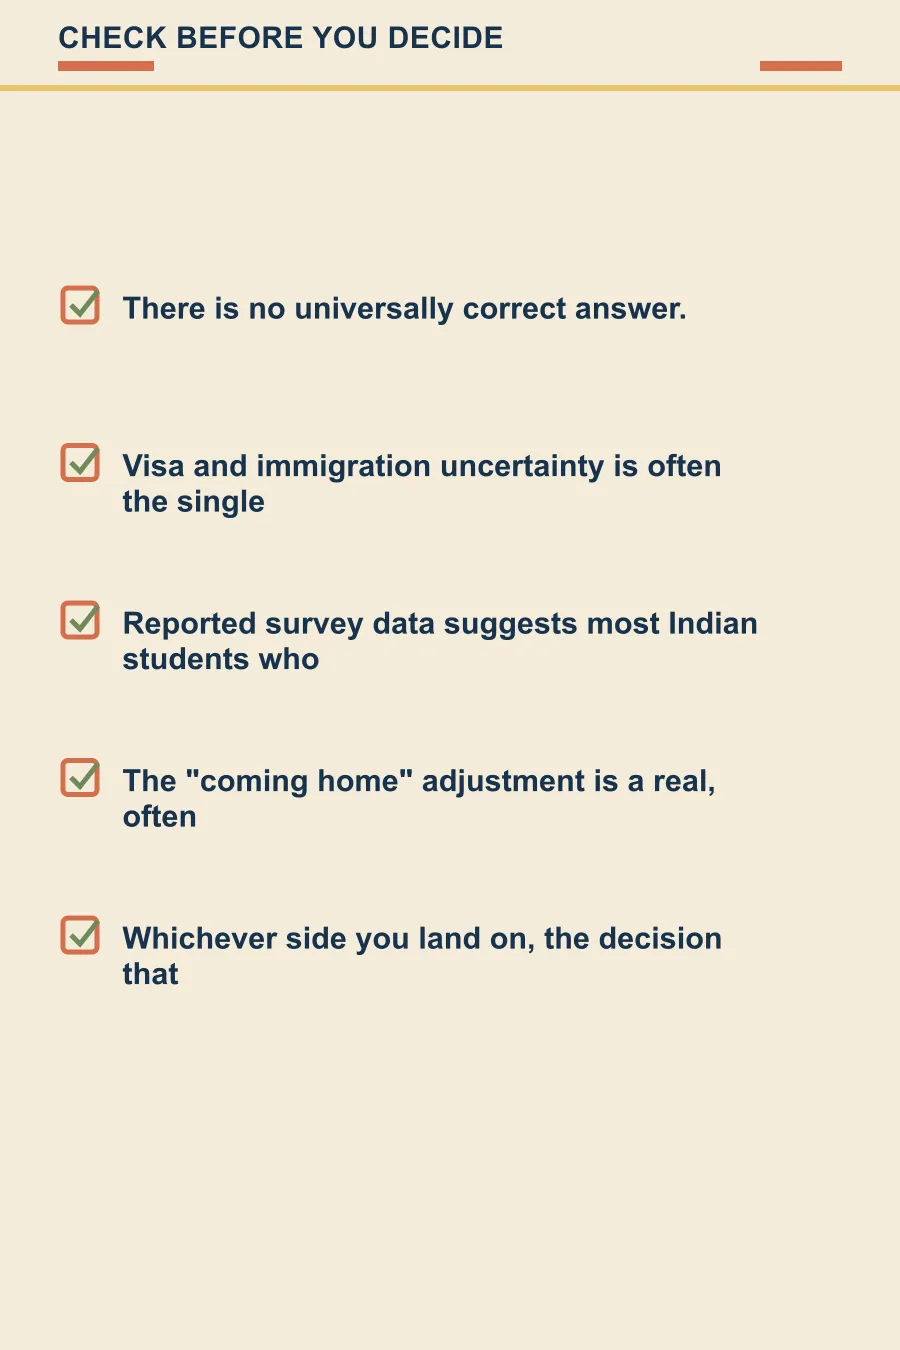 CHECK BEFORE YOU DECIDE
There is no universally correct answer.
Visa and immigration uncertainty is often
the single
Reported survey data suggests most Indian
students who
The "coming home" adjustment is a real,
often
Whichever side you land on, the decision
that